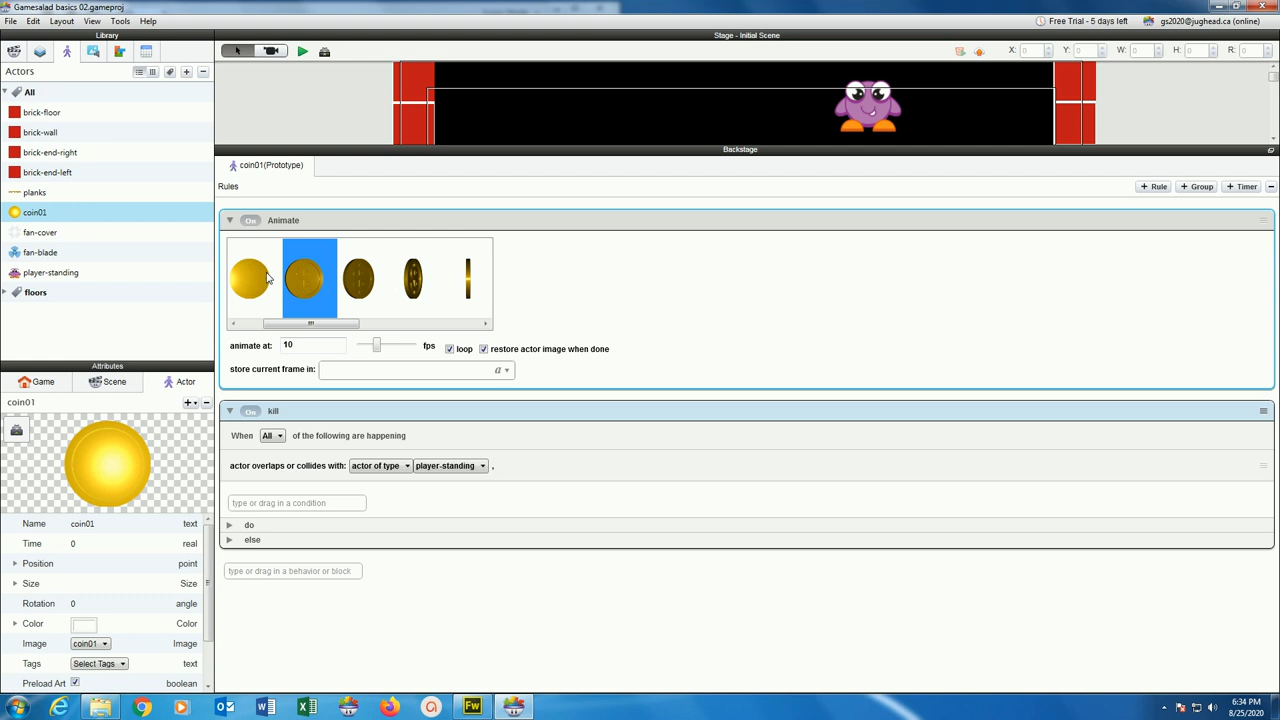 Gamesalad basics 02.gameproj
File Edit Layout View Tools Help
Free Trial - 5 days left gs2020@jughead.ca (online)
Library
Stage - Initial Scene
X: 0 Y: 0 W: 0 H: 0 R: 0
Actors
All
brick-floor
brick-wall
brick-end-right
brick-end-left
planks
coin01
fan-cover
fan-blade
player-standing
floors
Backstage
coin01(Prototype)
Rules
+ Rule + Group + Timer
On Animate
animate at: 10 fps loop restore actor image when done
store current frame in: a
On kill
When All of the following are happening
actor overlaps or collides with: actor of type player-standing ,
type or drag in a condition
do
else
type or drag in a behavior or block
Attributes
Game Scene Actor
coin01
Name coin01 text
Time 0 real
Position point
Size Size
Rotation 0 angle
Color Color
Image coin01 Image
Tags Select Tags text
Preload Art boolean
6:34 PM
8/25/2020